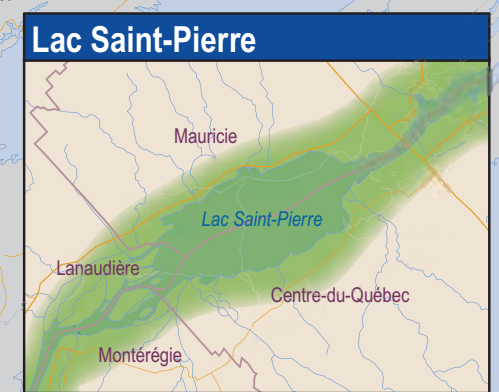 Lac Saint-Pierre
Mauricie
Lac Saint-Pierre
Lanaudière
Centre-du-Québec
Montérégie